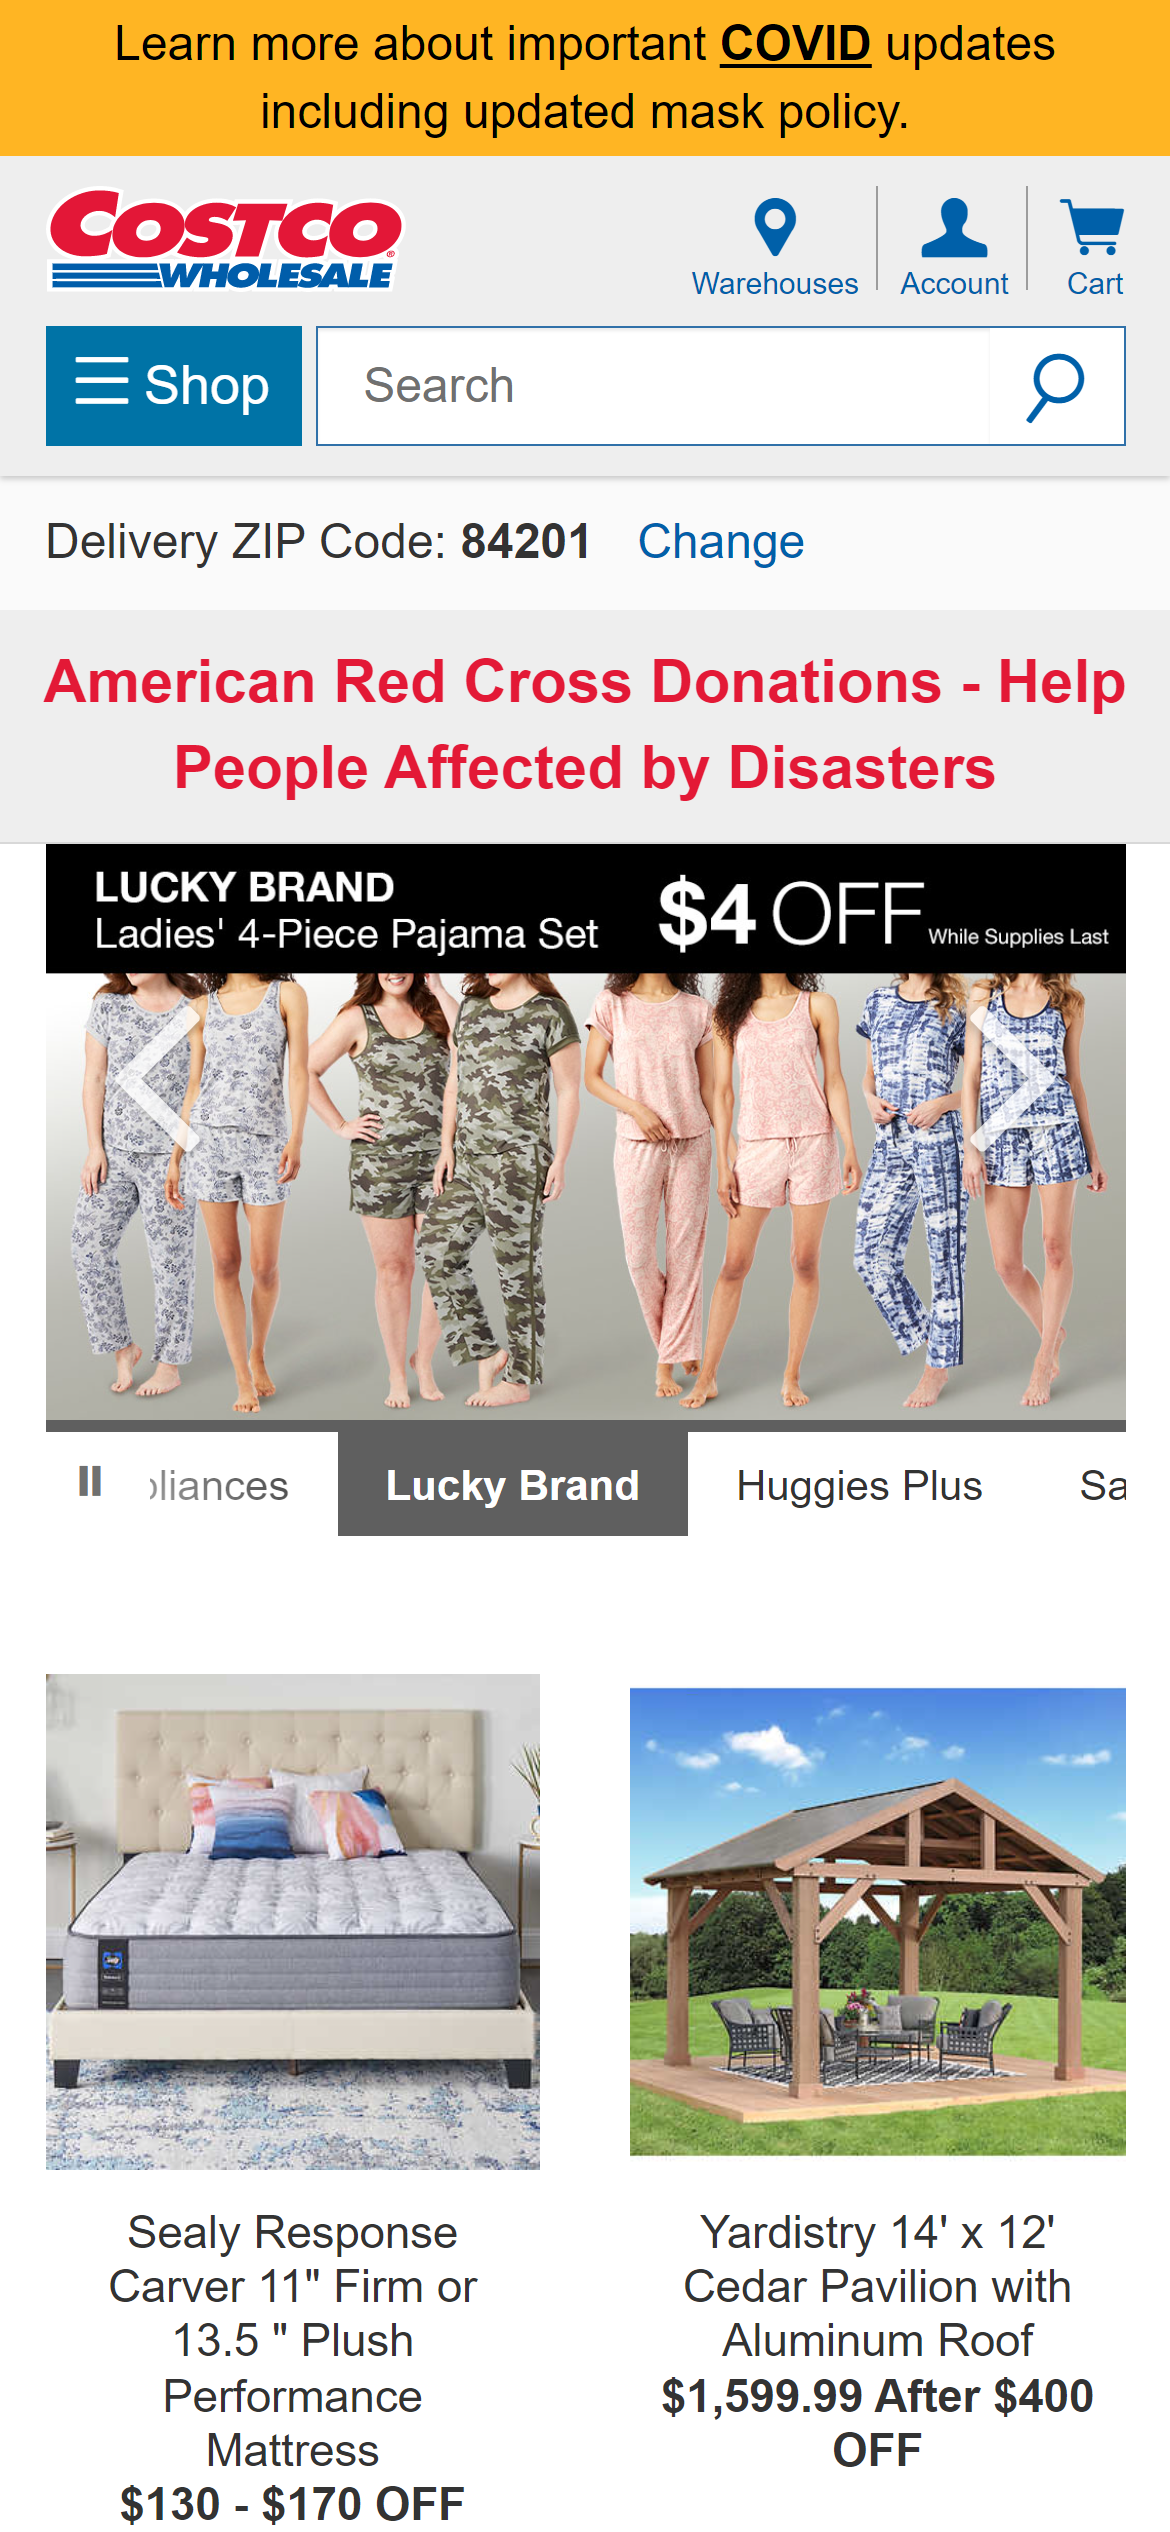 Learn more about important COVID updates
including updated mask policy.
COSTCO
WHOLESALE
Warehouses
Account
Cart
Shop
Search
Delivery ZIP Code: 84201 Change
American Red Cross Donations - Help
People Affected by Disasters
LUCKY BRAND
Ladies' 4-Piece Pajama Set
$4 OFF While Supplies Last
liances
Lucky Brand
Huggies Plus
Sa
Sealy Response
Carver 11" Firm or
13.5 " Plush
Performance
Mattress
$130 - $170 OFF
Yardistry 14' x 12'
Cedar Pavilion with
Aluminum Roof
$1,599.99 After $400
OFF